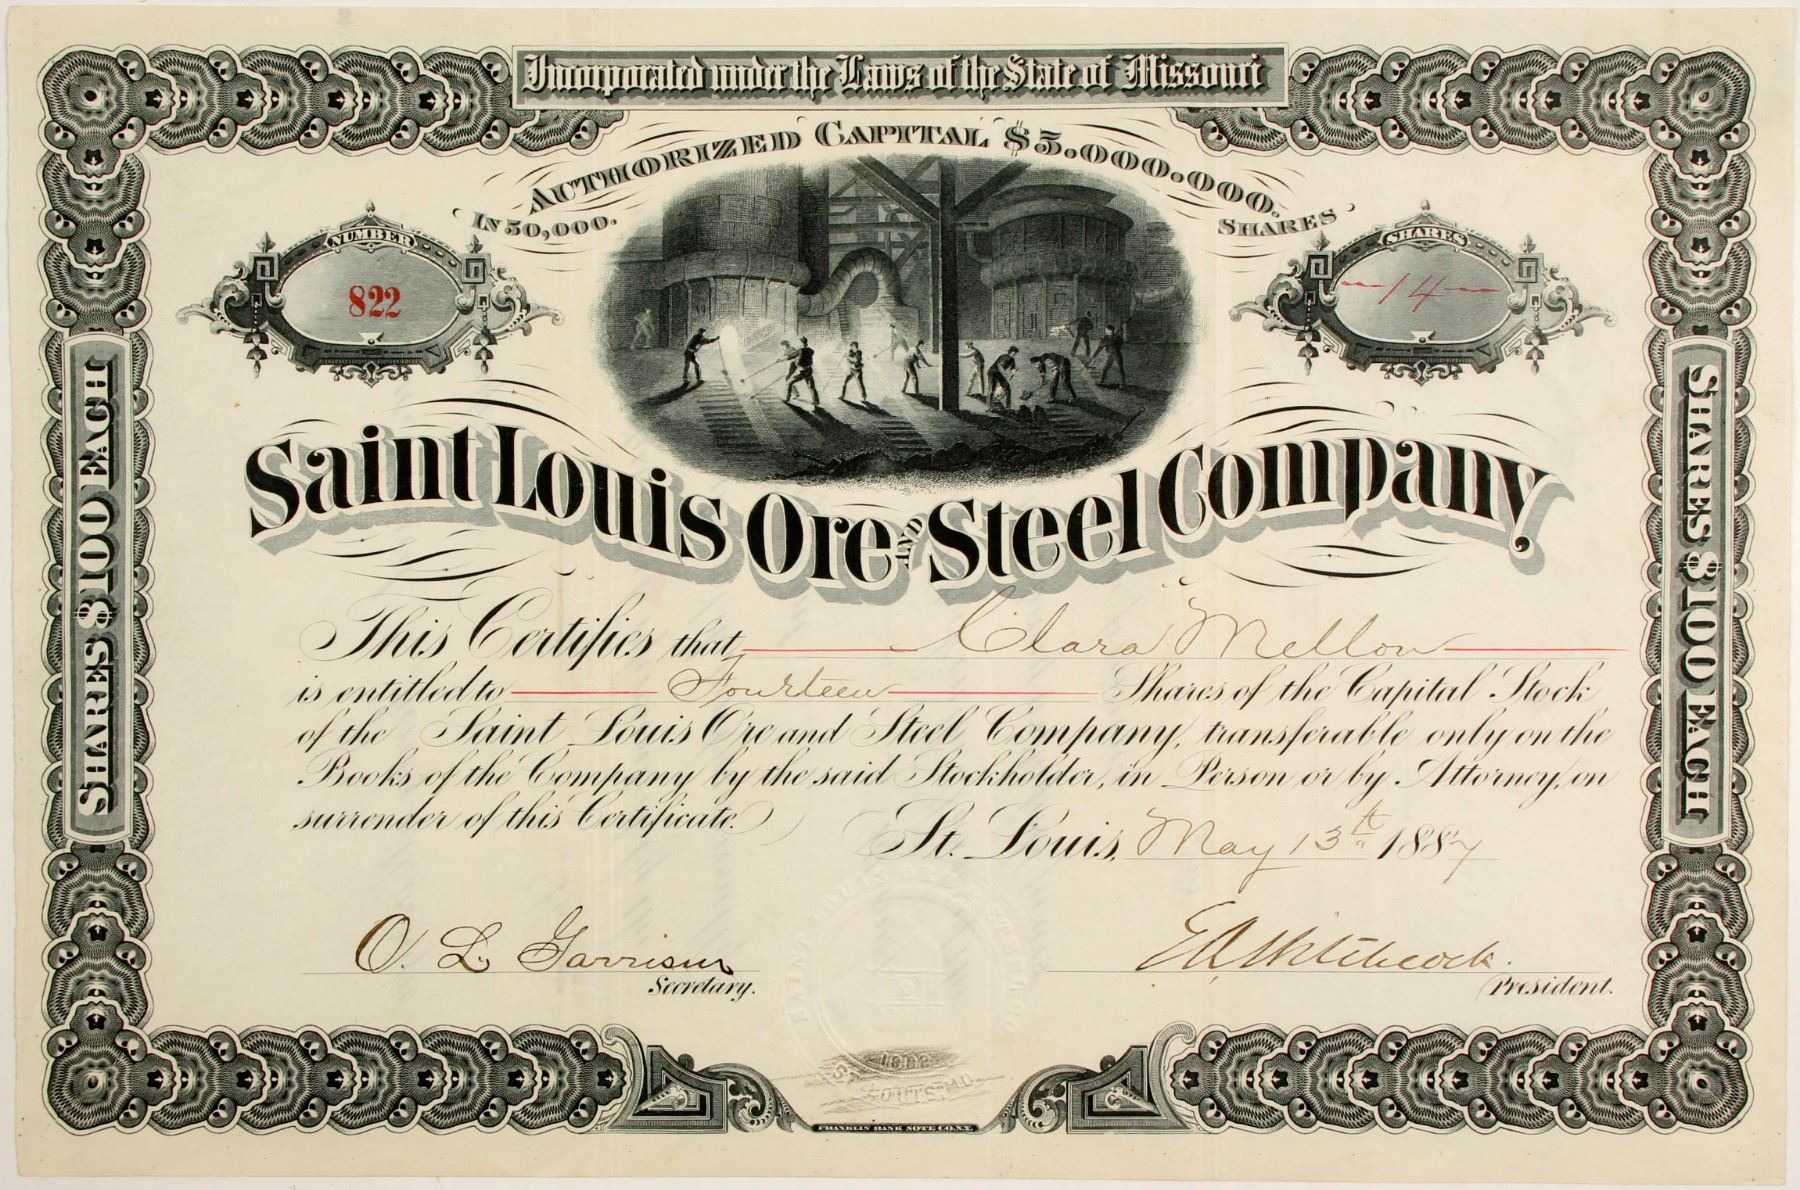 Incorporated under the Laws of the State of Missouri
AUTHORIZED CAPITAL $5.000.000.
IN 50,000. SHARES
NUMBER
822
SHARES
14
SHARES $100 EACH
SHARES $100 EACH
Saint Louis Ore AND Steel Company
This Certifies that Clara Mellon
is entitled to Fourteen Shares of the Capital Stock
of the Saint Louis Ore and Steel Company, transferable only on the
Books of the Company by the said Stockholder, in Person or by Attorney, on
surrender of this Certificate.
St. Louis, May 13th 1887
O. L. Garrison
Secretary.
E A Hitchcock.
President.
FRANKLIN BANK NOTE CO. N.Y.